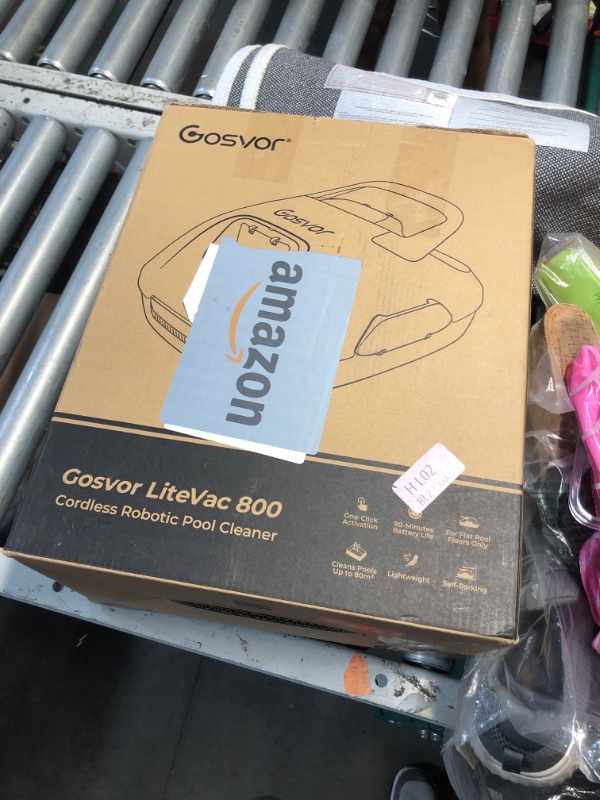 Gosvor®
Gosvor
amazon
H L02
Gosvor LiteVac 800
Cordless Robotic Pool Cleaner
One-Click
Activation
90-Minutes
Battery Life
For Flat Pool
Floors Only
Cleans Pools
Up to 80m²
Lightweight
Self-Parking